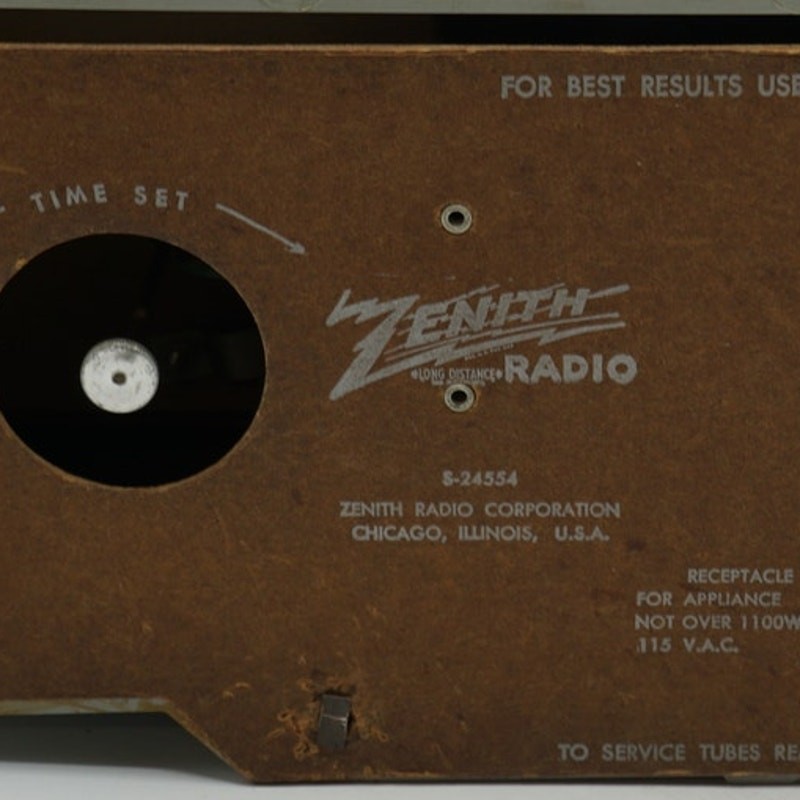 FOR BEST RESULTS USE
TIME SET
ZENITH
LONG DISTANCE RADIO
S-24554
ZENITH RADIO CORPORATION
CHICAGO, ILLINOIS, U.S.A.
RECEPTACLE
FOR APPLIANCE
NOT OVER 1100W
115 V.A.C.
TO SERVICE TUBES RE